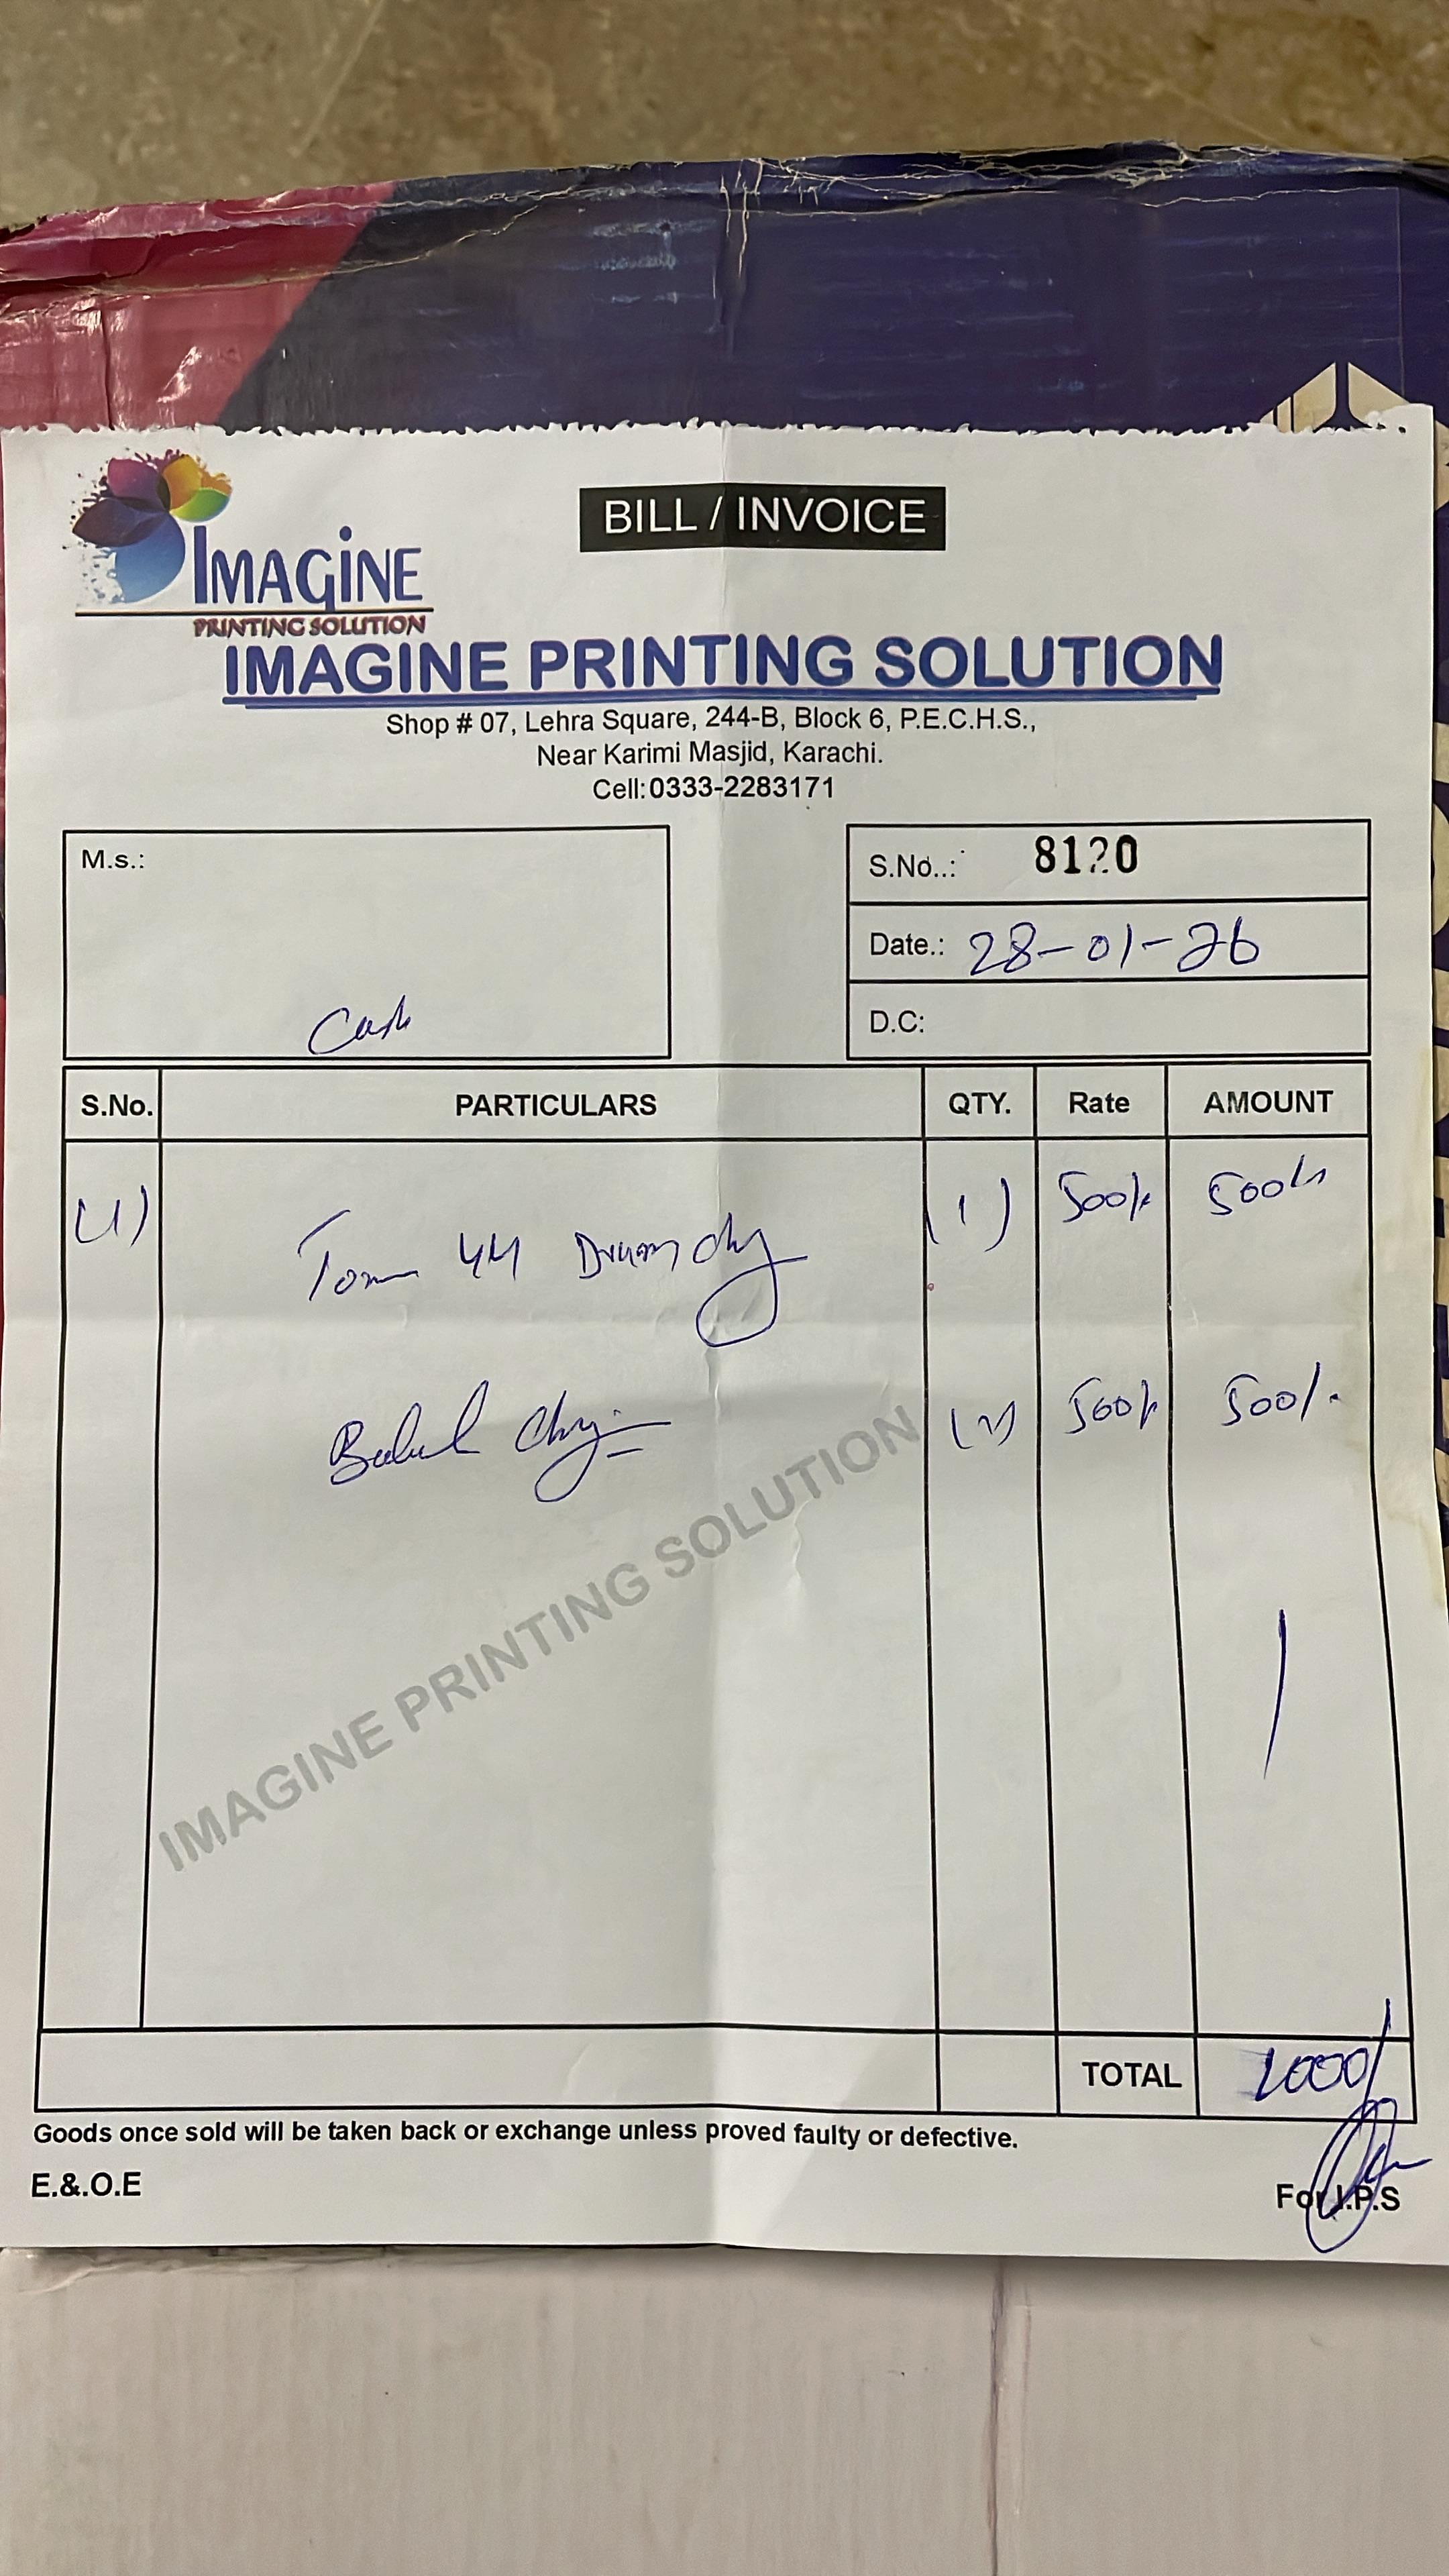 BILL / INVOICE
IMAGINE
PRINTING SOLUTION
IMAGINE PRINTING SOLUTION
Shop # 07, Lehra Square, 244-B, Block 6, P.E.C.H.S.,
Near Karimi Masjid, Karachi.
Cell:0333-2283171
M.s.:
Cash
S.No..: 8120
Date.: 28-01-26
D.C:
S.No. PARTICULARS QTY. Rate AMOUNT
(1) 44 Drum (1) 500/- 500/-
500/- 500/-
IMAGINE PRINTING SOLUTION
TOTAL 1000/
Goods once sold will be taken back or exchange unless proved faulty or defective.
E.&.O.E
For I.P.S